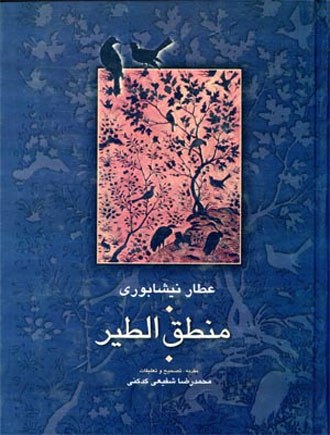 عطار نیشابوری
منطق الطیر
مقدمه، تصحیح و تعلیقات
محمدرضا شفیعی کدکنی